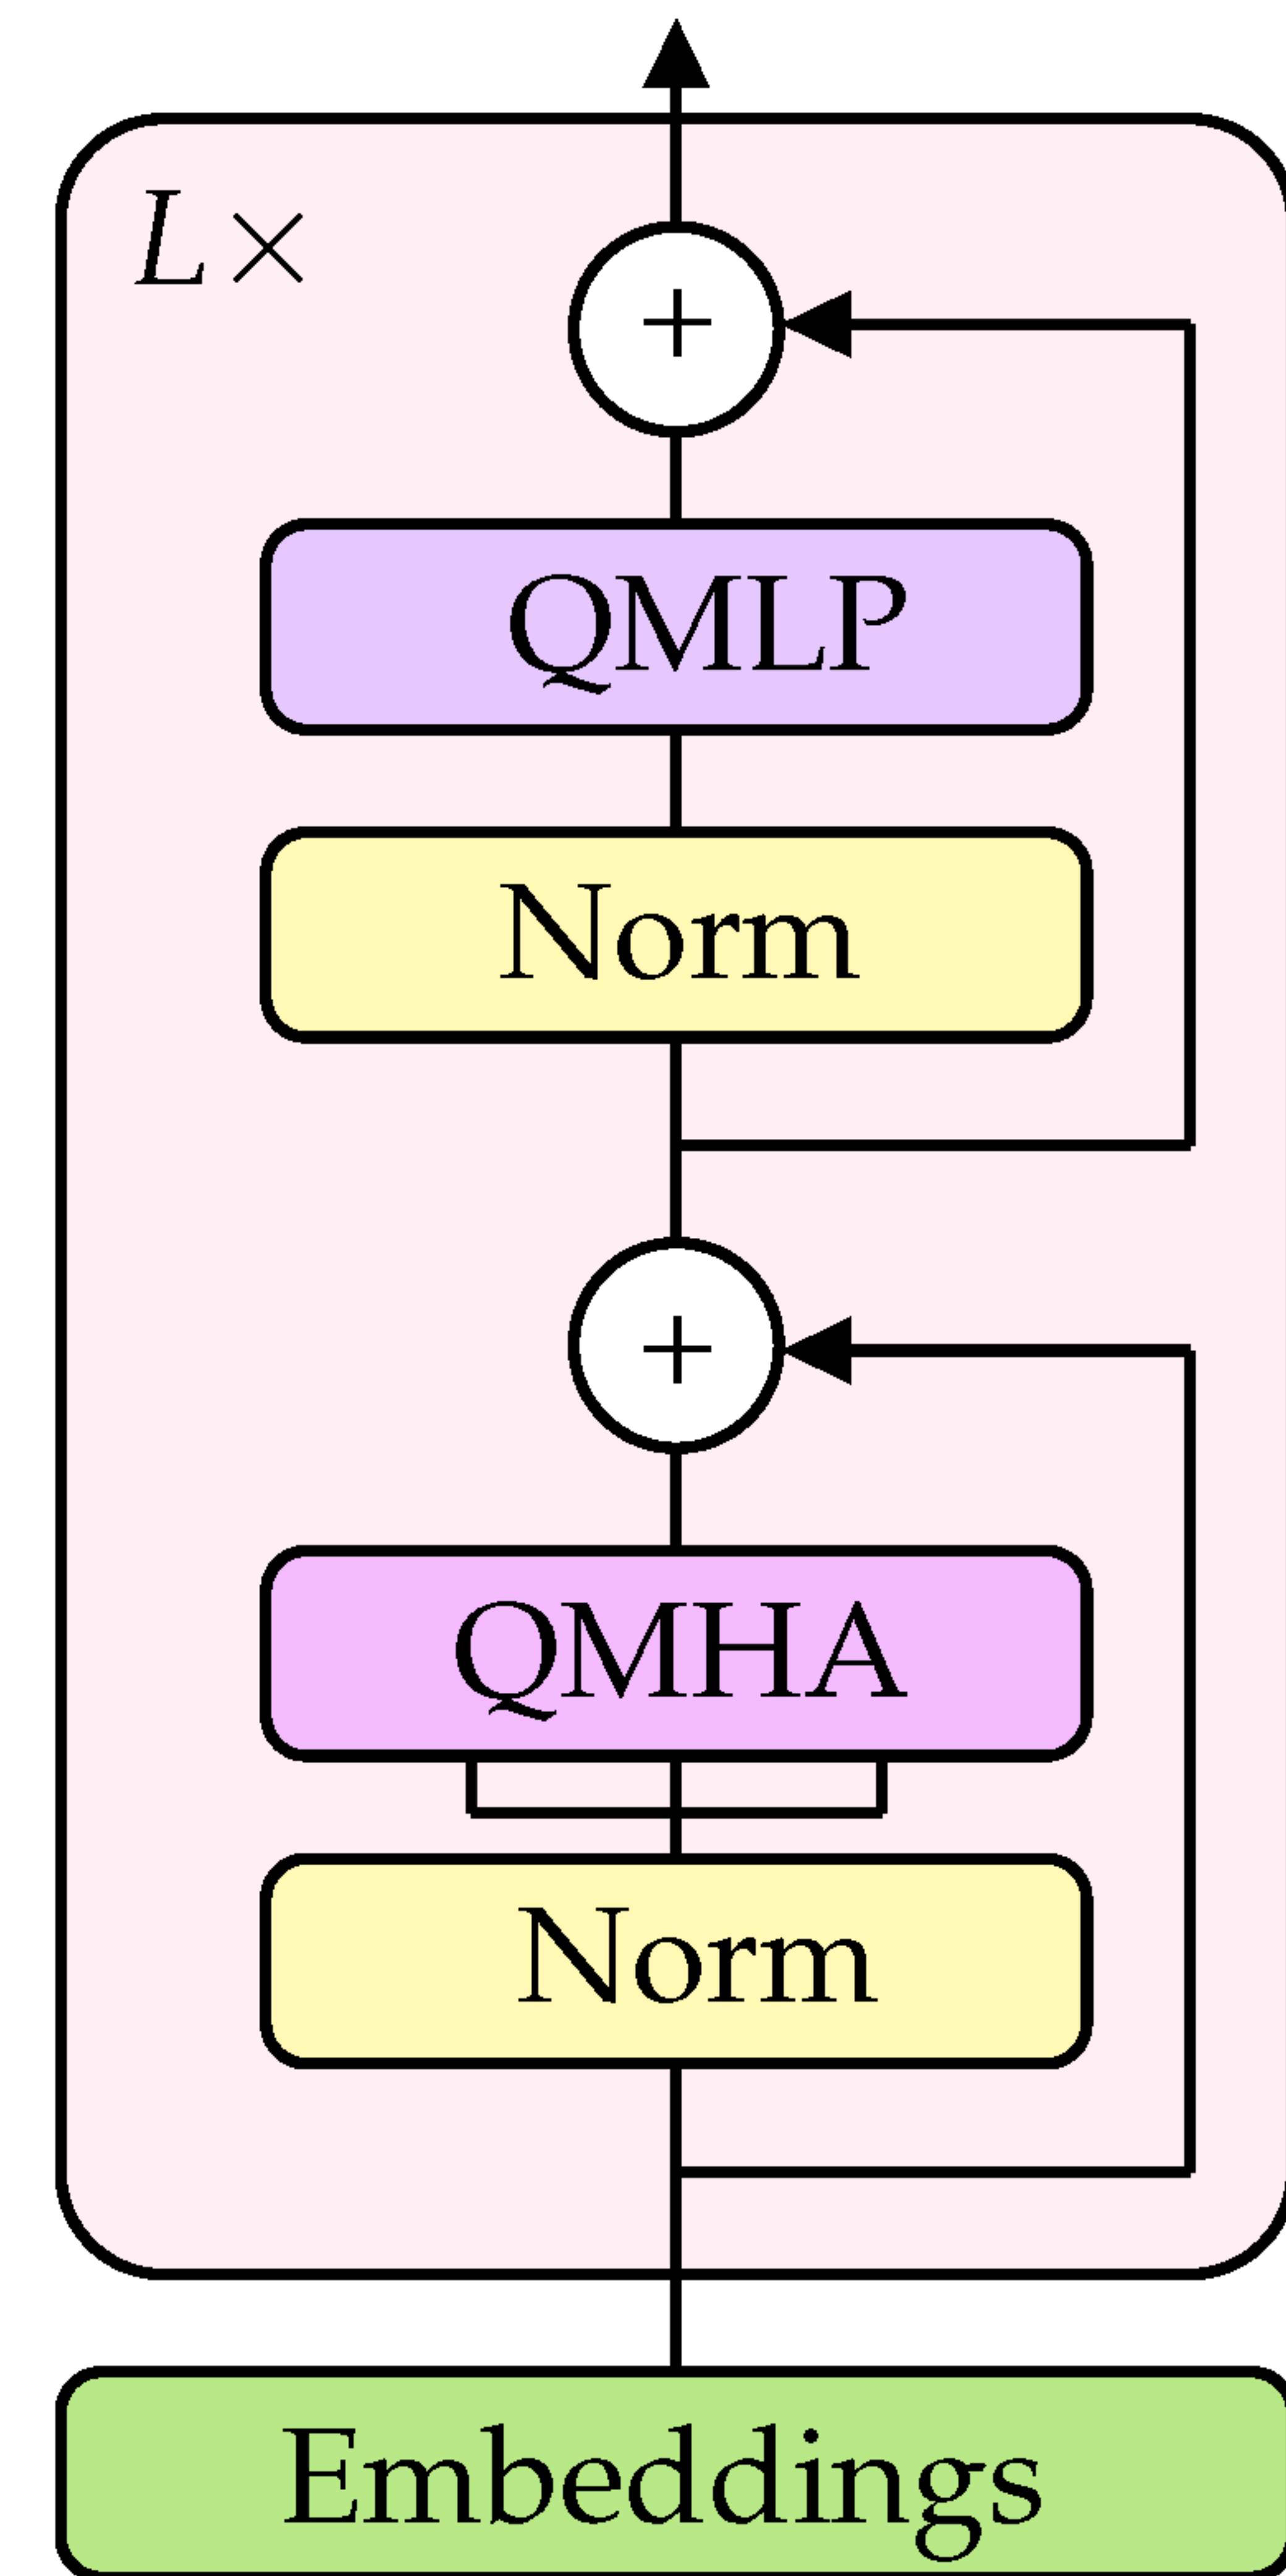 L×
+
QMLP
Norm
+
QMHA
Norm
Embeddings